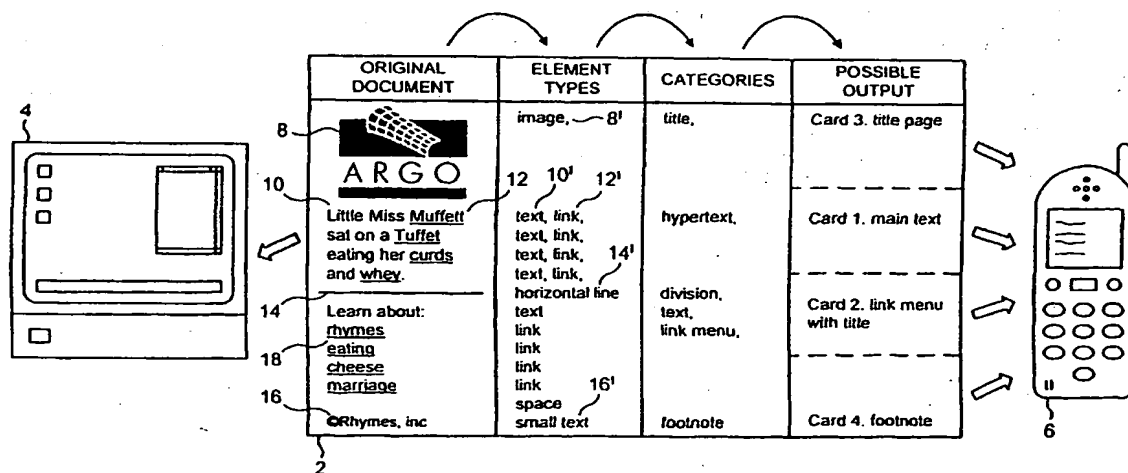 ORIGINAL DOCUMENT
ELEMENT TYPES
CATEGORIES
POSSIBLE OUTPUT
4
8
ARGO
image,
8'
title,
Card 3. title page
10
12
10'
12'
Little Miss Muffett
text, link,
hypertext,
Card 1. main text
sat on a Tuffet
text, link,
eating her curds
text, link,
14'
and whey.
text, link,
14
horizontal line
division,
Learn about:
text
text,
Card 2. link menu
with title
18
rhymes
link
link menu,
eating
link
cheese
link
marriage
link
16'
space
16
©Rhymes, inc
small text
footnote
Card 4. footnote
2
6